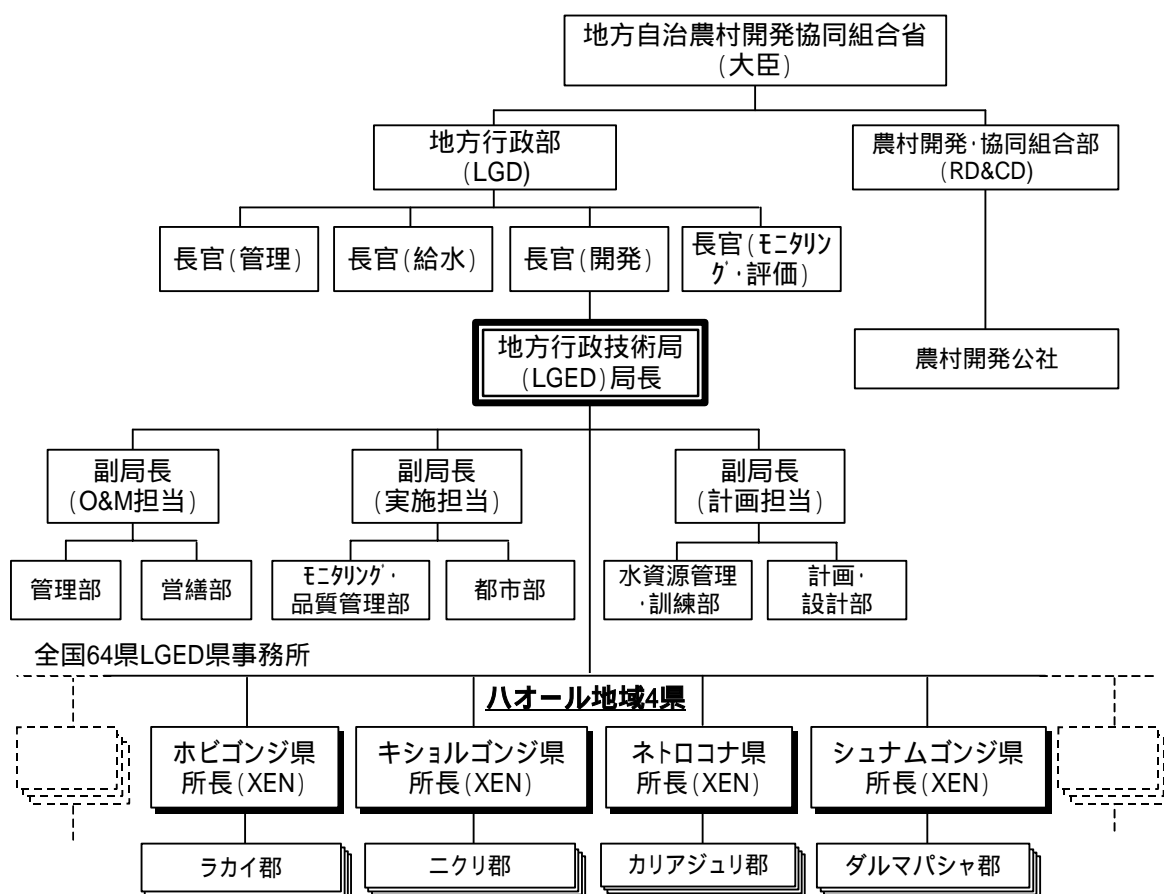 地方自治農村開発協同組合省
(大臣)
地方行政部
(LGD)
農村開発・協同組合部
(RD&CD)
長官(管理)
長官(給水)
長官(開発)
長官(ﾓﾆﾀﾘﾝ
ｸﾞ・評価)
地方行政技術局
(LGED)局長
農村開発公社
副局長
(O&M担当)
副局長
(実施担当)
副局長
(計画担当)
管理部
営繕部
ﾓﾆﾀﾘﾝｸﾞ・
品質管理部
都市部
水資源管理
・訓練部
計画・
設計部
全国64県LGED県事務所
ハオール地域4県
ホビゴンジ県
所長(XEN)
キショルゴンジ県
所長(XEN)
ネトロコナ県
所長(XEN)
シュナムゴンジ県
所長(XEN)
ラカイ郡
ニクリ郡
カリアジュリ郡
ダルマパシャ郡